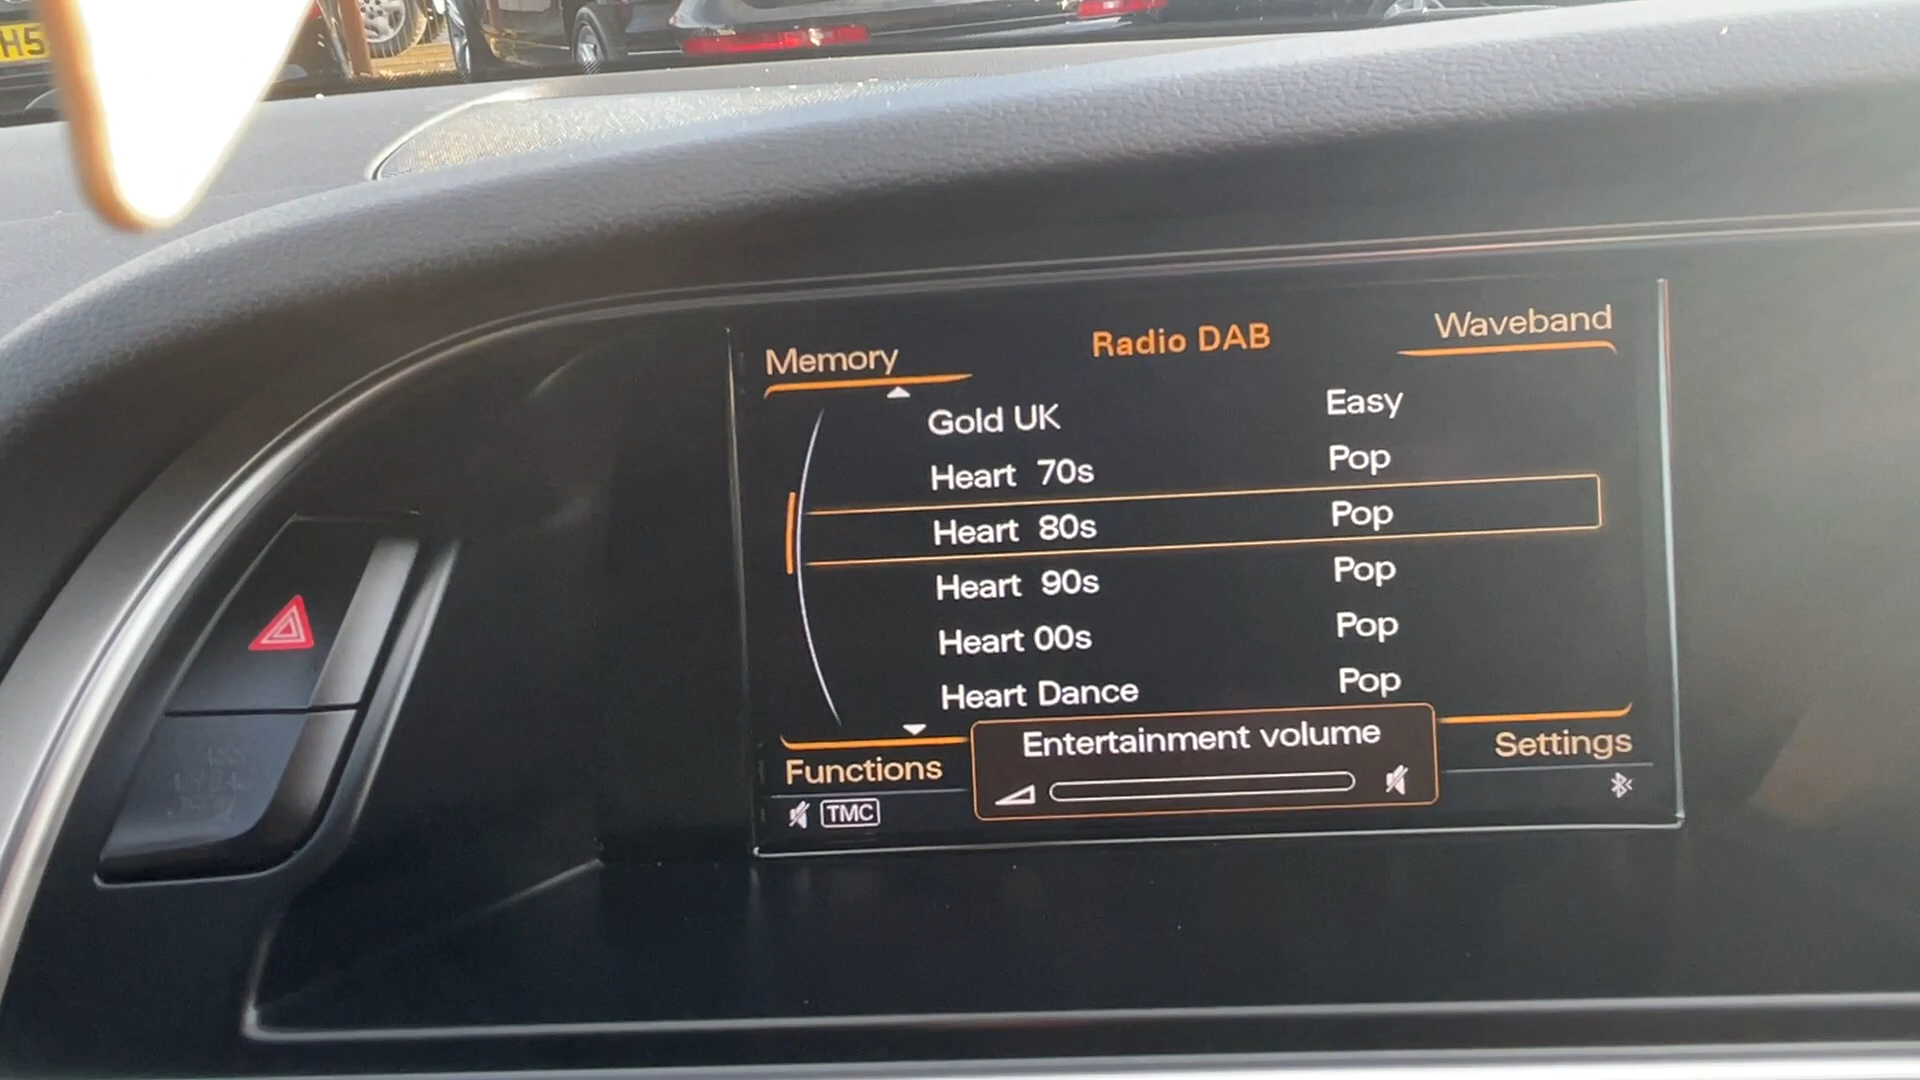 H5
Memory
Radio DAB
Waveband
Gold UK Easy
Heart 70s Pop
Heart 80s Pop
Heart 90s Pop
Heart 00s Pop
Heart Dance Pop
Entertainment volume
Functions
Settings
TMC